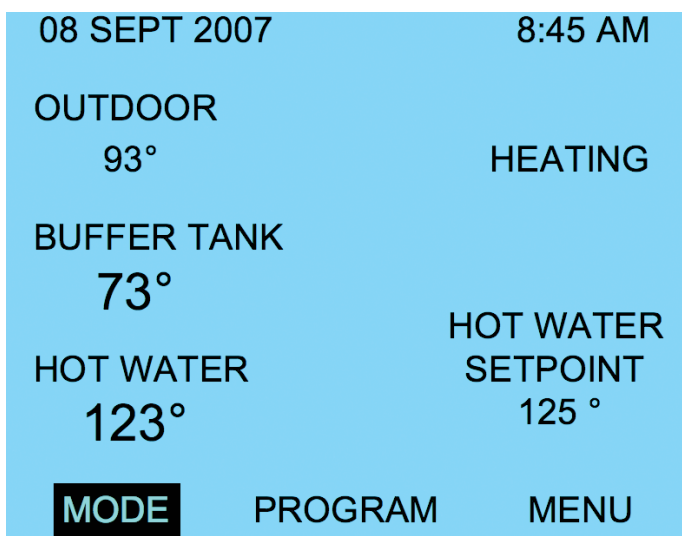 08 SEPT 2007 8:45 AM
OUTDOOR
93° HEATING
BUFFER TANK
73°
HOT WATER
HOT WATER SETPOINT
123° 125 °
MODE PROGRAM MENU